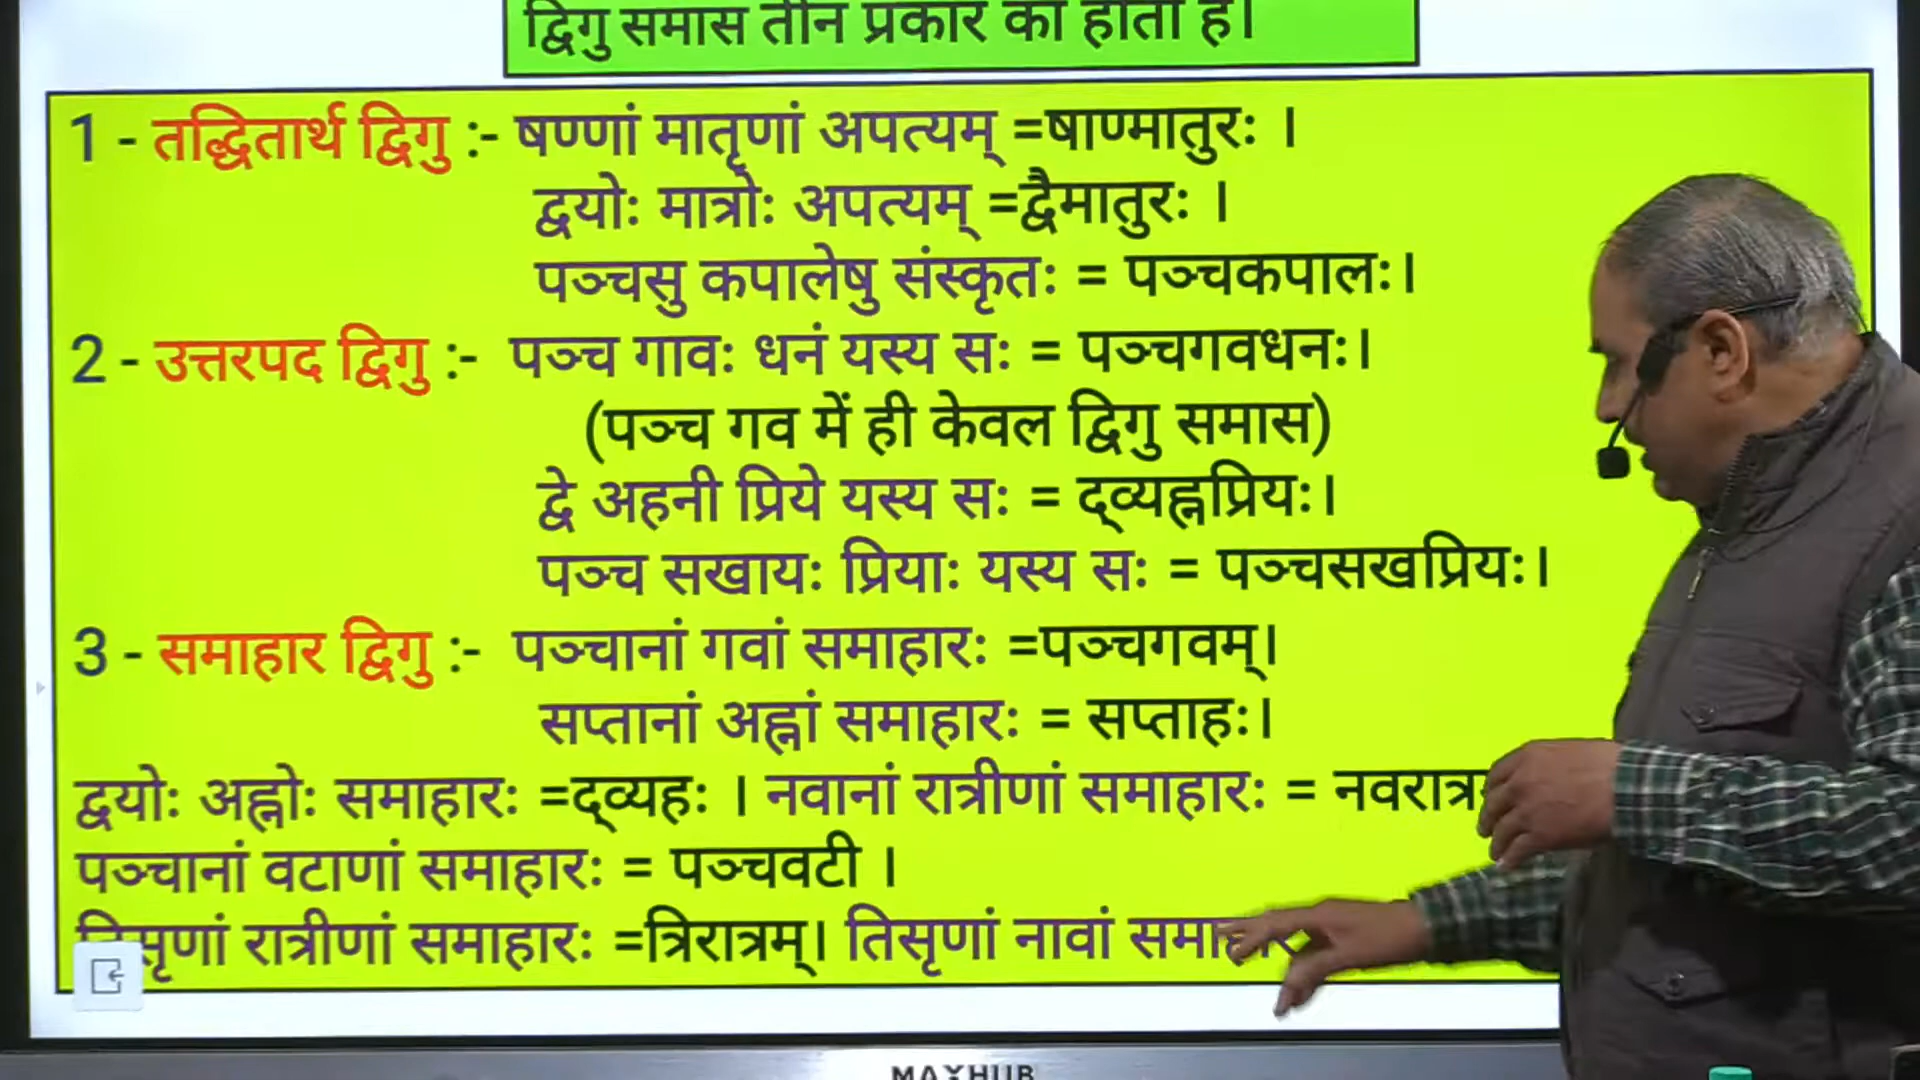 द्विगु समास तीन प्रकार का होता है।
1 - तद्धितार्थ द्विगु :- षण्णां मातृणां अपत्यम् =षाण्मातुरः ।
द्वयोः मात्रोः अपत्यम् =द्वैमातुरः ।
पञ्चसु कपालेषु संस्कृतः = पञ्चकपालः।
2 - उत्तरपद द्विगु :- पञ्च गावः धनं यस्य सः = पञ्चगवधनः।
(पञ्च गव में ही केवल द्विगु समास)
द्वे अहनी प्रिये यस्य सः = द्व्यह्नप्रियः।
पञ्च सखायः प्रियाः यस्य सः = पञ्चसखप्रियः।
3 - समाहार द्विगु :- पञ्चानां गवां समाहारः =पञ्चगवम्।
सप्तानां अह्नां समाहारः = सप्ताहः।
द्वयोः अह्नोः समाहारः =द्व्यहः । नवानां रात्रीणां समाहारः = नवरात्र
पञ्चानां वटाणां समाहारः = पञ्चवटी ।
तिसृणां रात्रीणां समाहारः =त्रिरात्रम्। तिसृणां नावां समाहार
MAXHUB